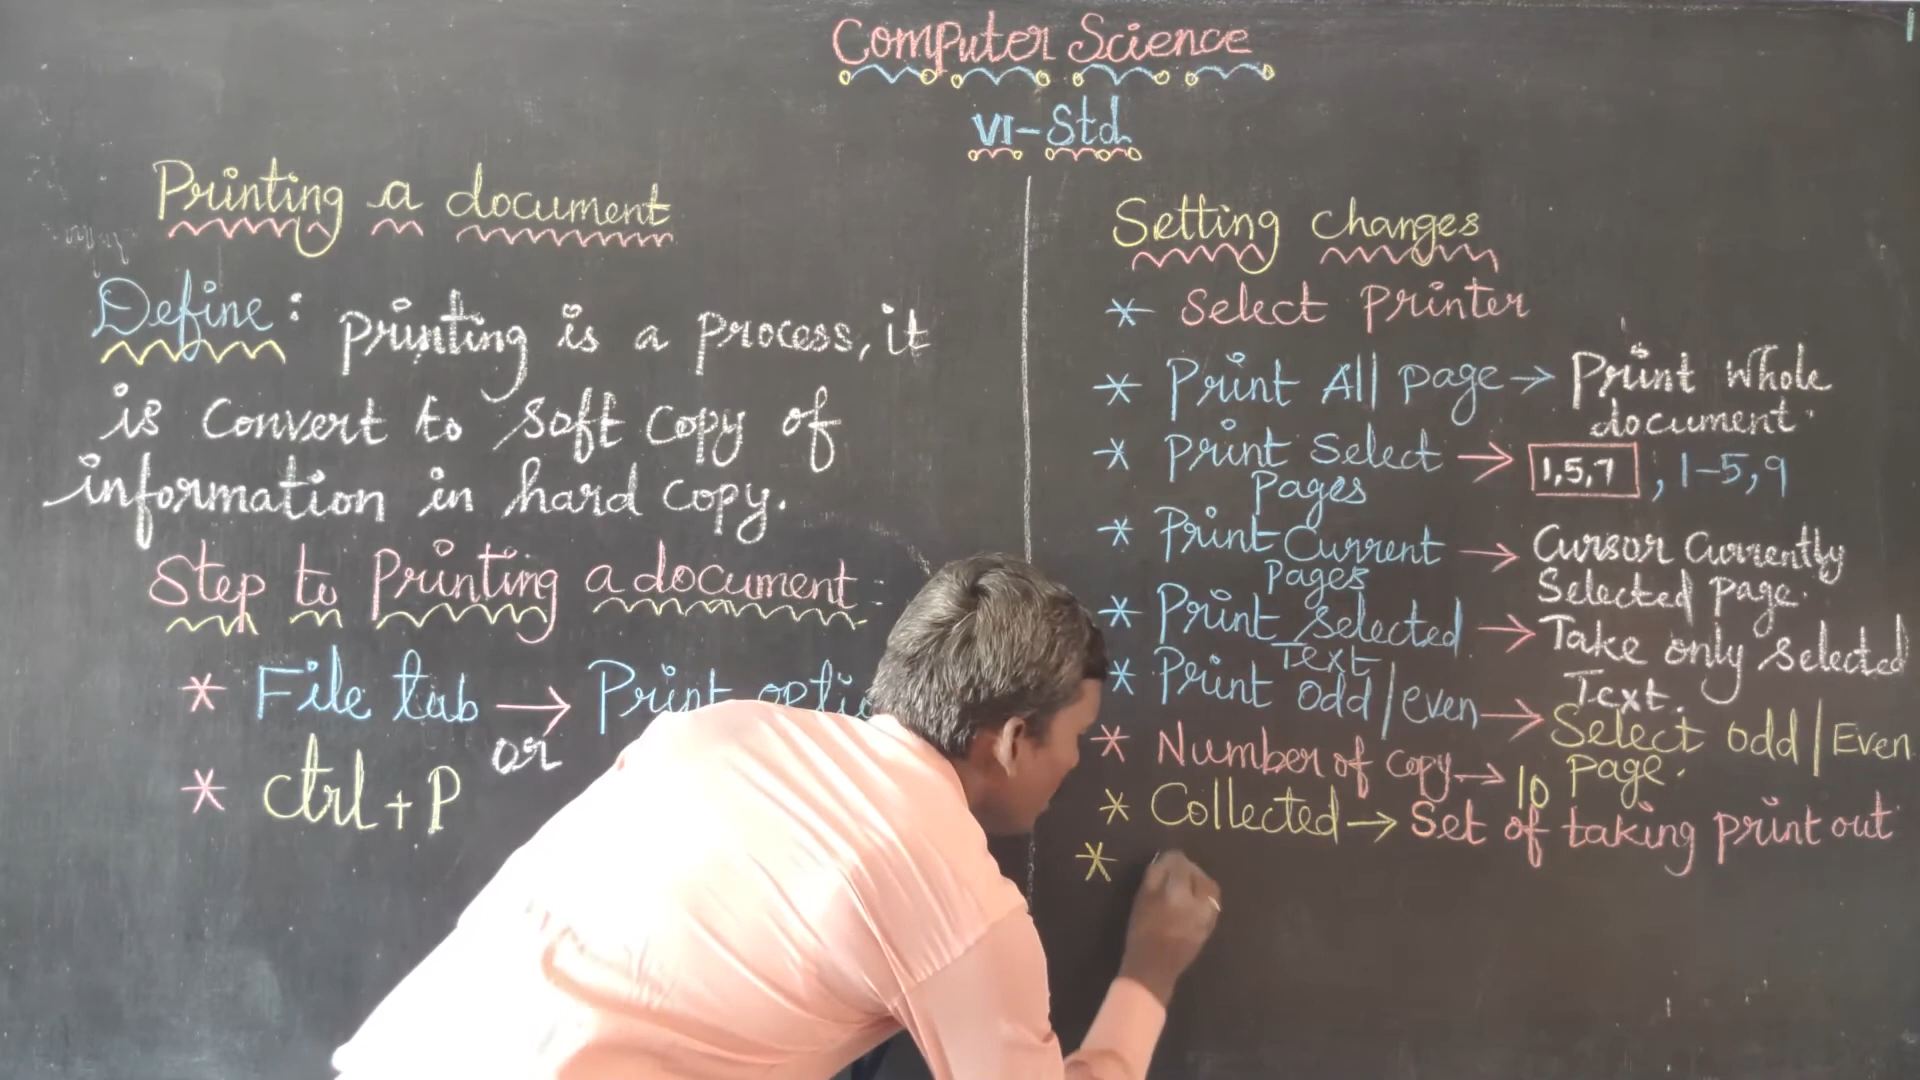 Computer Science
VI-Std
Printing a document
Define: printing is a process, it
is convert to soft copy of
information in hard copy.
Step to Printing a document:
* File tab → Print optio
or
* ctrl+P
Setting changes
* Select Printer
* Print All page → Print whole
document.
* Print Select → 1,5,7, 1-5,9
Pages
* Print Current → Cursor Currently
Pages Selected page.
* Print Selected → Take only selected
Text Text.
* Print odd/even → Select odd/Even
page.
* Number of copy → 10
* Collected → Set of taking print out
*